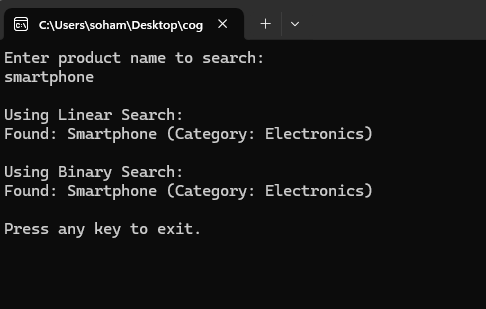 C:\Users\soham\Desktop\cog
Enter product name to search:
smartphone
Using Linear Search:
Found: Smartphone (Category: Electronics)
Using Binary Search:
Found: Smartphone (Category: Electronics)
Press any key to exit.